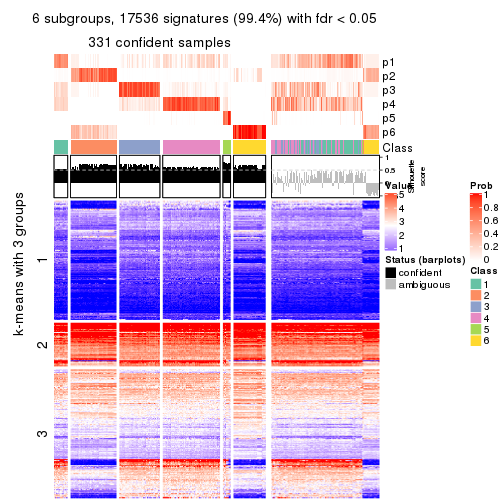 6 subgroups, 17536 signatures (99.4%) with fdr < 0.05
331 confident samples
p1
p2
p3
p4
p5
p6
Class
1
0.5
0
Silhouette
score
k-means with 3 groups
1
2
3
Value
5
4
3
2
1
Status (barplots)
confident
ambiguous
Prob
1
0.8
0.6
0.4
0.2
0
Class
1
2
3
4
5
6